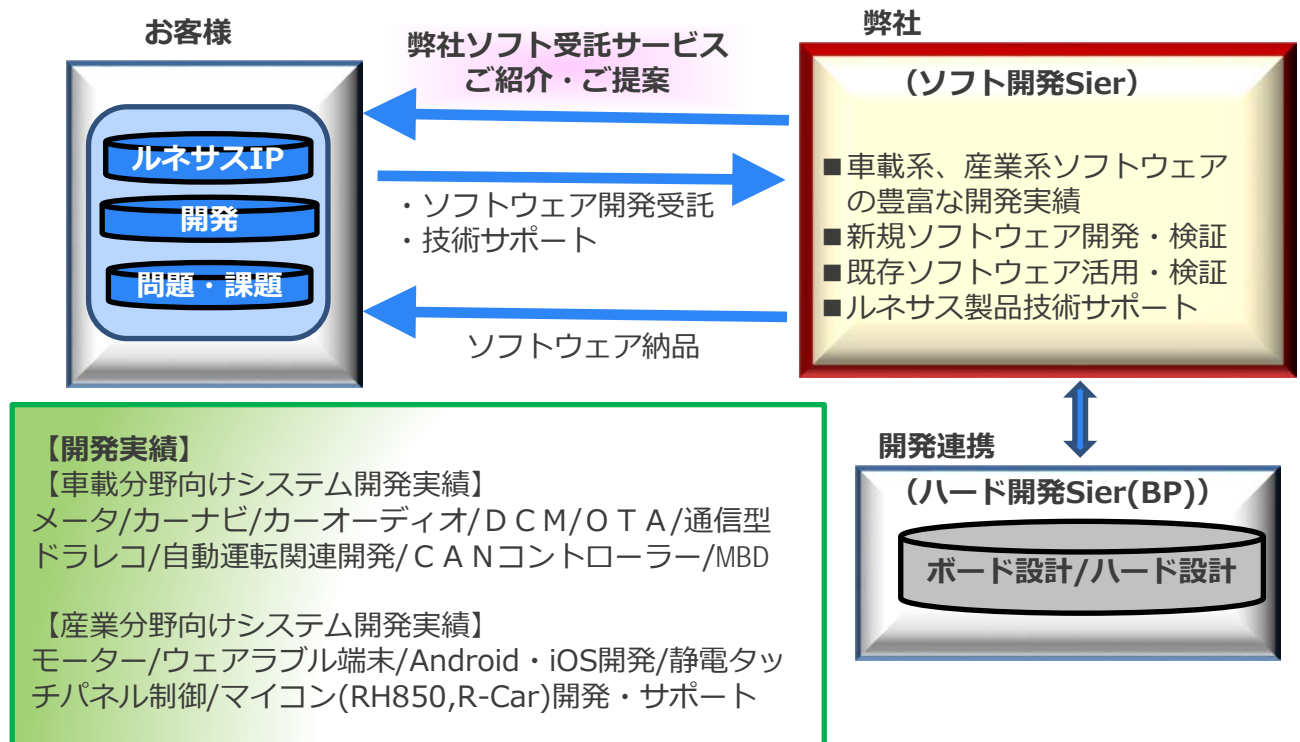 お客様
ルネサスIP
開発
問題・課題
弊社ソフト受託サービス
ご紹介・ご提案
・ソフトウェア開発受託
・技術サポート
ソフトウェア納品
弊社
（ソフト開発Sier）
■車載系、産業系ソフトウェア
の豊富な開発実績
■新規ソフトウェア開発・検証
■既存ソフトウェア活用・検証
■ルネサス製品技術サポート
開発連携
（ハード開発Sier(BP)）
ボード設計/ハード設計
【開発実績】
【車載分野向けシステム開発実績】
メータ/カーナビ/カーオーディオ/ＤＣＭ/ＯＴＡ/通信型
ドラレコ/自動運転関連開発/ＣＡＮコントローラー/MBD
【産業分野向けシステム開発実績】
モーター/ウェアラブル端末/Android・iOS開発/静電タッ
チパネル制御/マイコン(RH850,R-Car)開発・サポート